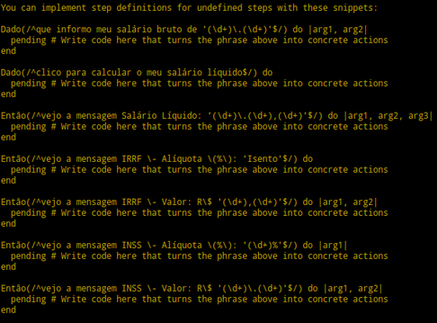 You can implement step definitions for undefined steps with these snippets:
Dado(/^que informo meu salário bruto de '(\d+)\.(\d+)'$/) do |arg1, arg2|
pending # Write code here that turns the phrase above into concrete actions
end
Dado(/^clico para calcular o meu salário líquido$/) do
pending # Write code here that turns the phrase above into concrete actions
end
Então(/^vejo a mensagem Salário Líquido: '(\d+)\.(\d+),(\d+)'$/) do |arg1, arg2, arg3|
pending # Write code here that turns the phrase above into concrete actions
end
Então(/^vejo a mensagem IRRF \- Alíquota \(%\): 'Isento'$/) do
pending # Write code here that turns the phrase above into concrete actions
end
Então(/^vejo a mensagem IRRF \- Valor: R\$ '(\d+),(\d+)'$/) do |arg1, arg2|
pending # Write code here that turns the phrase above into concrete actions
end
Então(/^vejo a mensagem INSS \- Alíquota \(%\): '(\d+)%'$/) do |arg1|
pending # Write code here that turns the phrase above into concrete actions
end
Então(/^vejo a mensagem INSS \- Valor: R\$ '(\d+)\.(\d+)'$/) do |arg1, arg2|
pending # Write code here that turns the phrase above into concrete actions
end